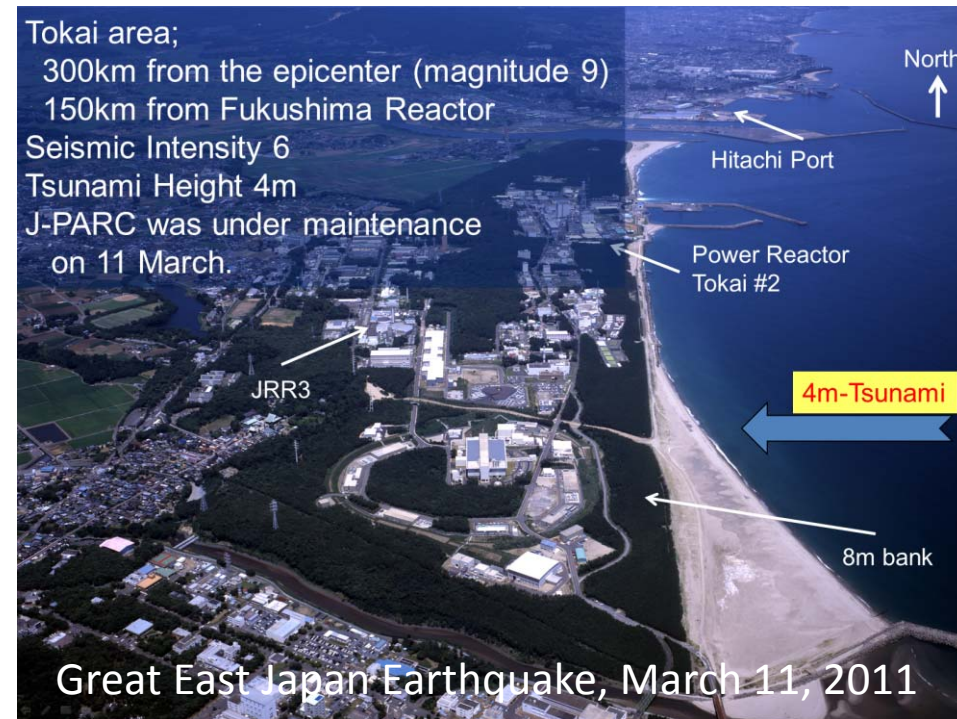 Tokai area;
300km from the epicenter (magnitude 9)
150km from Fukushima Reactor
Seismic Intensity 6
Tsunami Height 4m
J-PARC was under maintenance
on 11 March.
North
Hitachi Port
Power Reactor
Tokai #2
JRR3
4m-Tsunami
8m bank
Great East Japan Earthquake, March 11, 2011